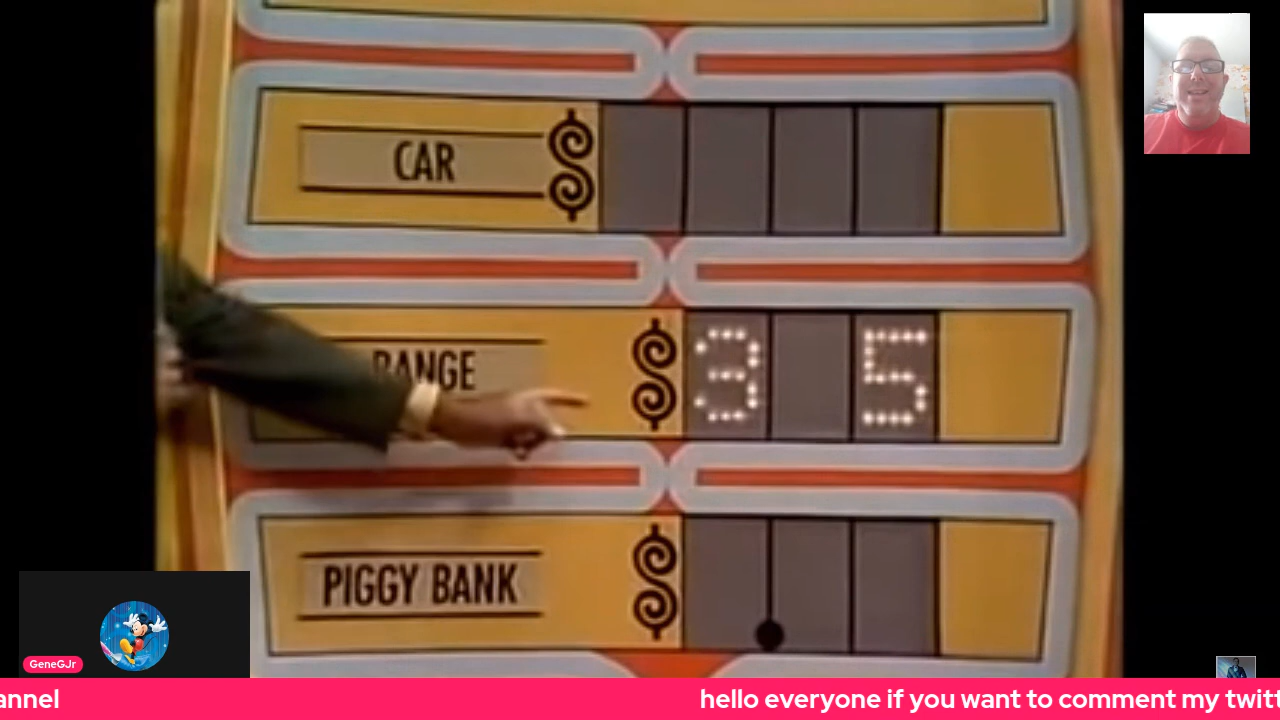 CAR $
RANGE $ 3 5
PIGGY BANK $
GeneGJr
annel
hello everyone if you want to comment my twitt